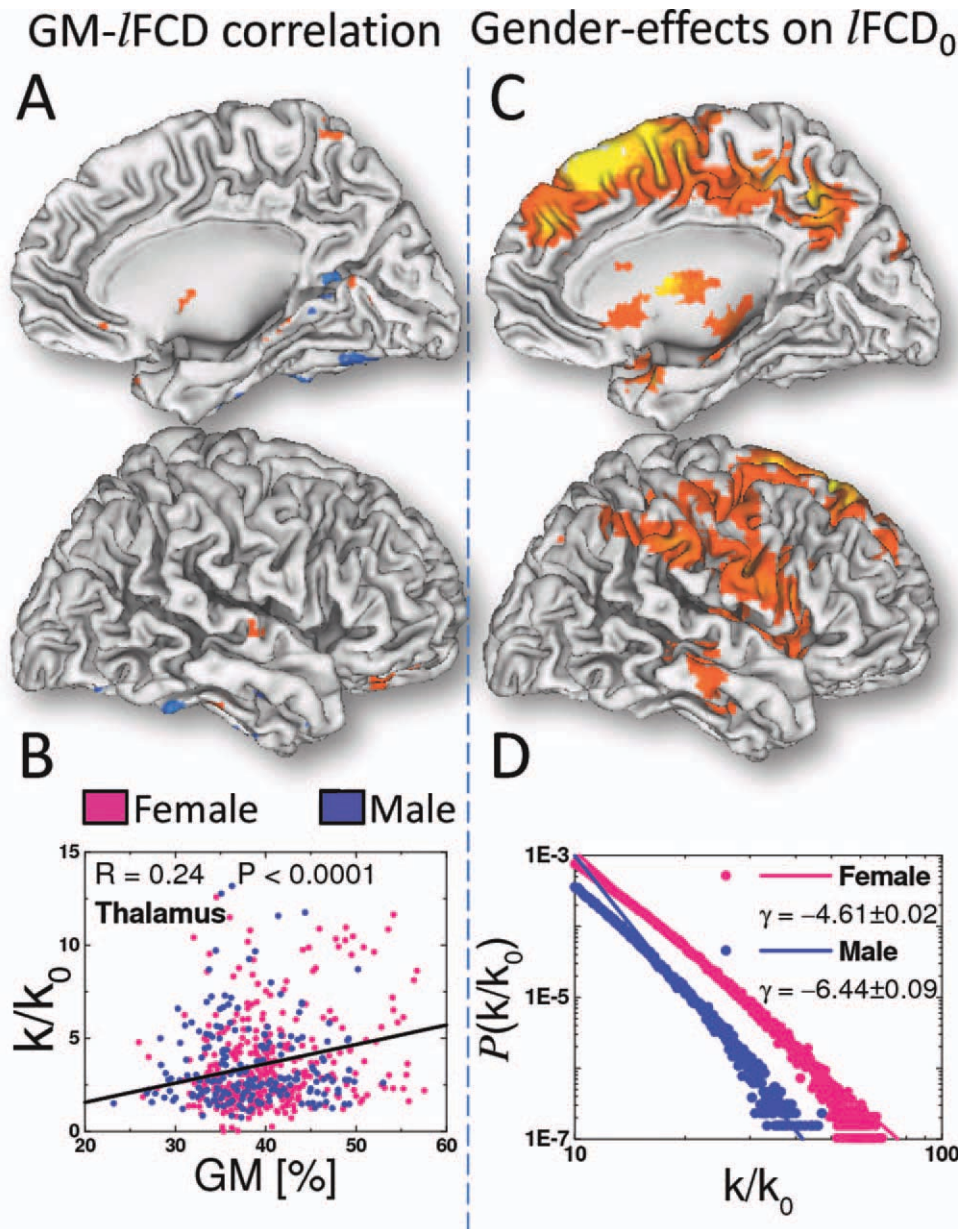 GM-lFCD correlation
Gender-effects on lFCD0
A
C
B
D
Female
Male
15
R = 0.24 P < 0.0001
Thalamus
10
5
0
k/k0
20 30 40 50 60
GM [%]
1E-3
Female
γ = −4.61±0.02
Male
γ = −6.44±0.09
1E-5
1E-7
P(k/k0)
10 100
k/k0